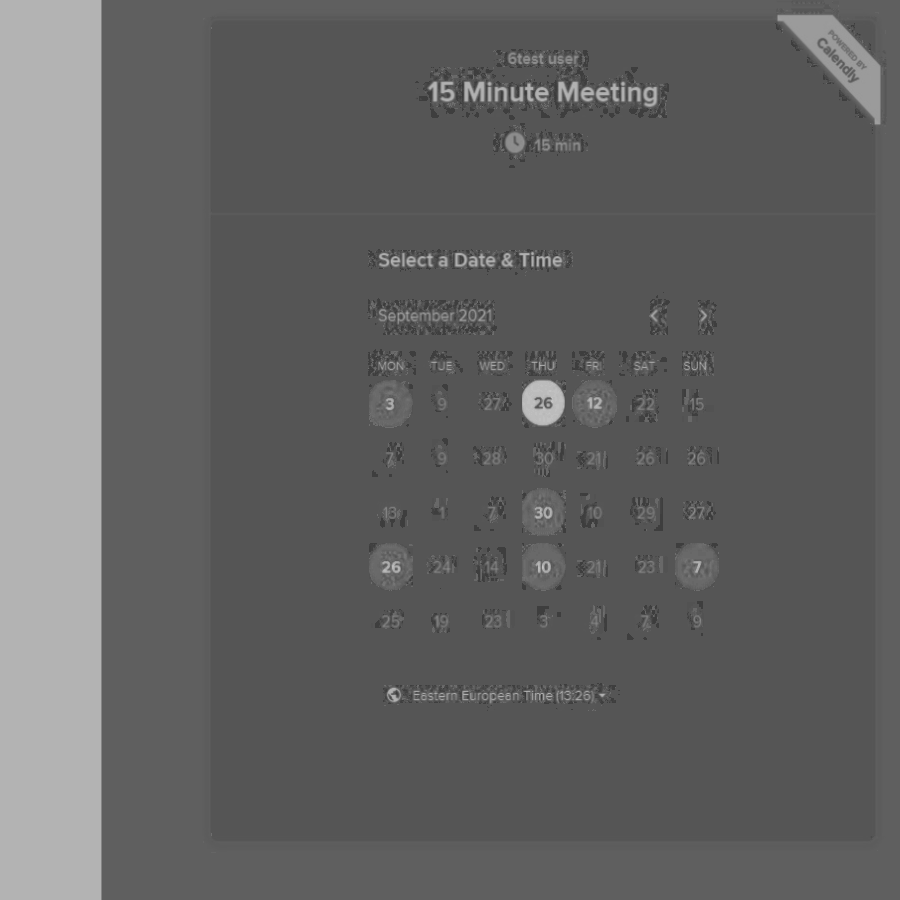 POWERED BY
Calendly
6test user
15 Minute Meeting
15 min
Select a Date & Time
September 2021
MON TUE WED THU FRI SAT SUN
3 9 27 26 12 22 15
7 9 28 30 21 26 26
13 1 7 30 10 29 27
26 24 14 10 21 23 7
25 19 23 3 4 7 9
Eastern European Time (13:26)